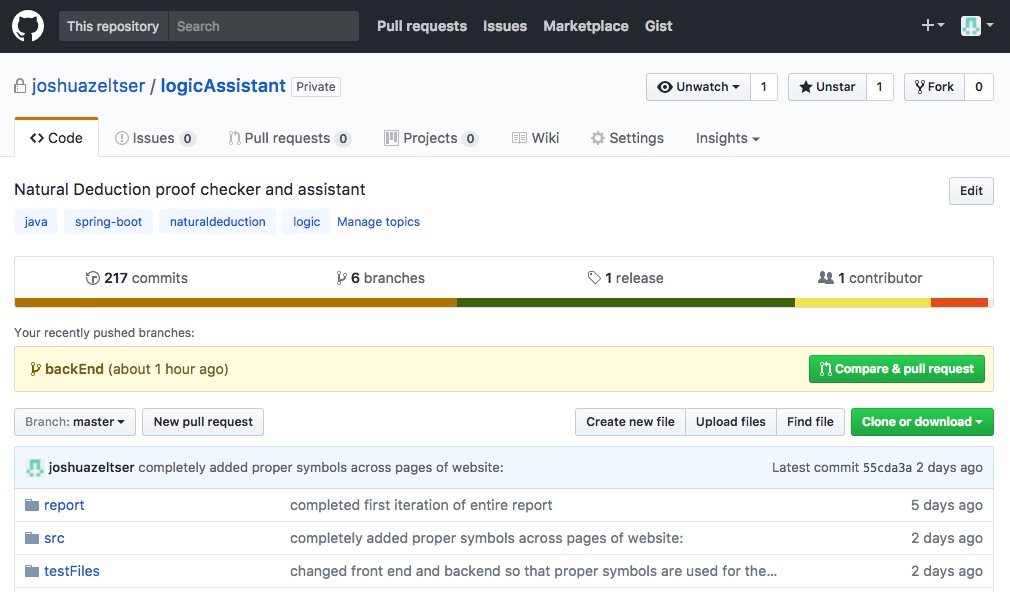 This repository Search Pull requests Issues Marketplace Gist
joshuazeltser / logicAssistant Private Unwatch 1 Unstar 1 Fork 0
Code Issues 0 Pull requests 0 Projects 0 Wiki Settings Insights
Natural Deduction proof checker and assistant Edit
java spring-boot naturaldeduction logic Manage topics
217 commits 6 branches 1 release 1 contributor
Your recently pushed branches:
backEnd (about 1 hour ago) Compare & pull request
Branch: master New pull request Create new file Upload files Find file Clone or download
joshuazeltser completely added proper symbols across pages of website: Latest commit 55cda3a 2 days ago
report completed first iteration of entire report 5 days ago
src completely added proper symbols across pages of website: 2 days ago
testFiles changed front end and backend so that proper symbols are used for the... 2 days ago